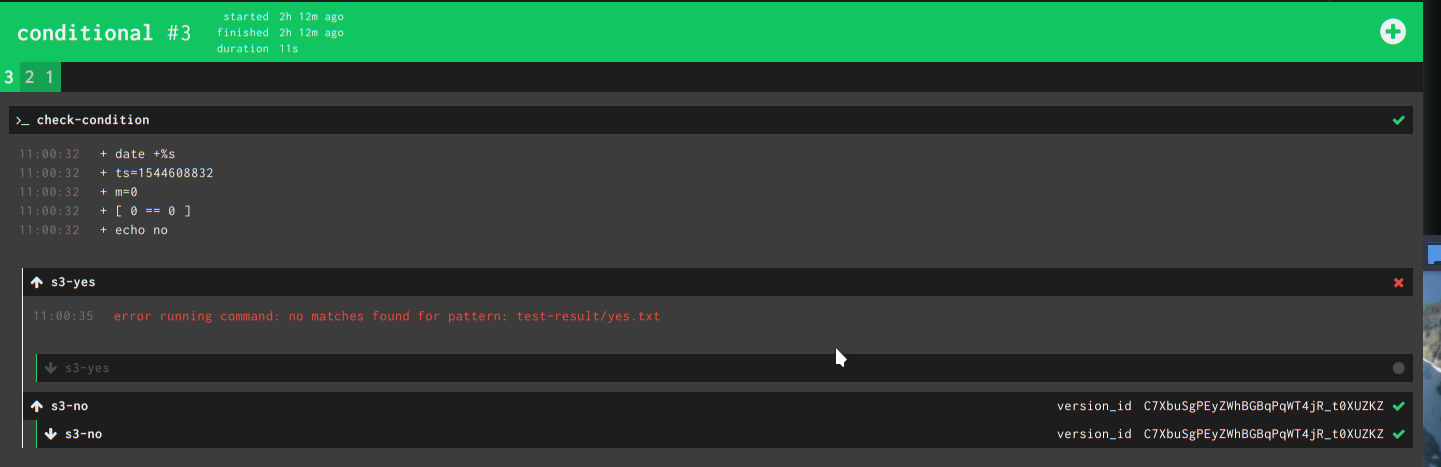 conditional #3
started 2h 12m ago
finished 2h 12m ago
duration 11s
3 2 1
>_ check-condition
11:00:32 + date +%s
11:00:32 + ts=1544608832
11:00:32 + m=0
11:00:32 + [ 0 == 0 ]
11:00:32 + echo no
s3-yes
11:00:35 error running command: no matches found for pattern: test-result/yes.txt
s3-yes
s3-no version_id C7XbuSgPEyZWhBGBqPqWT4jR_t0XUZKZ
s3-no version_id C7XbuSgPEyZWhBGBqPqWT4jR_t0XUZKZ